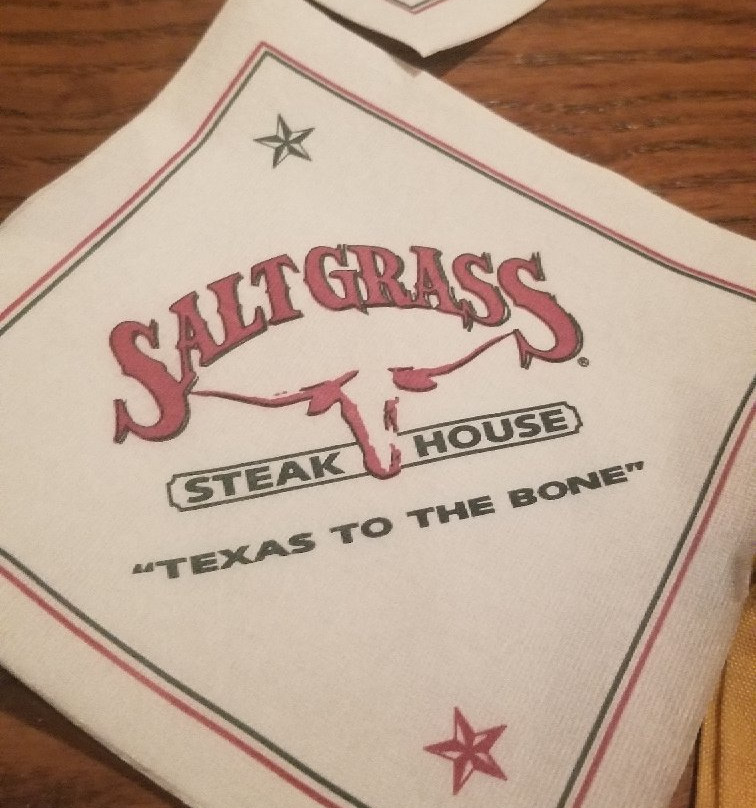 SALTGRASS
STEAK HOUSE
“TEXAS TO THE BONE”